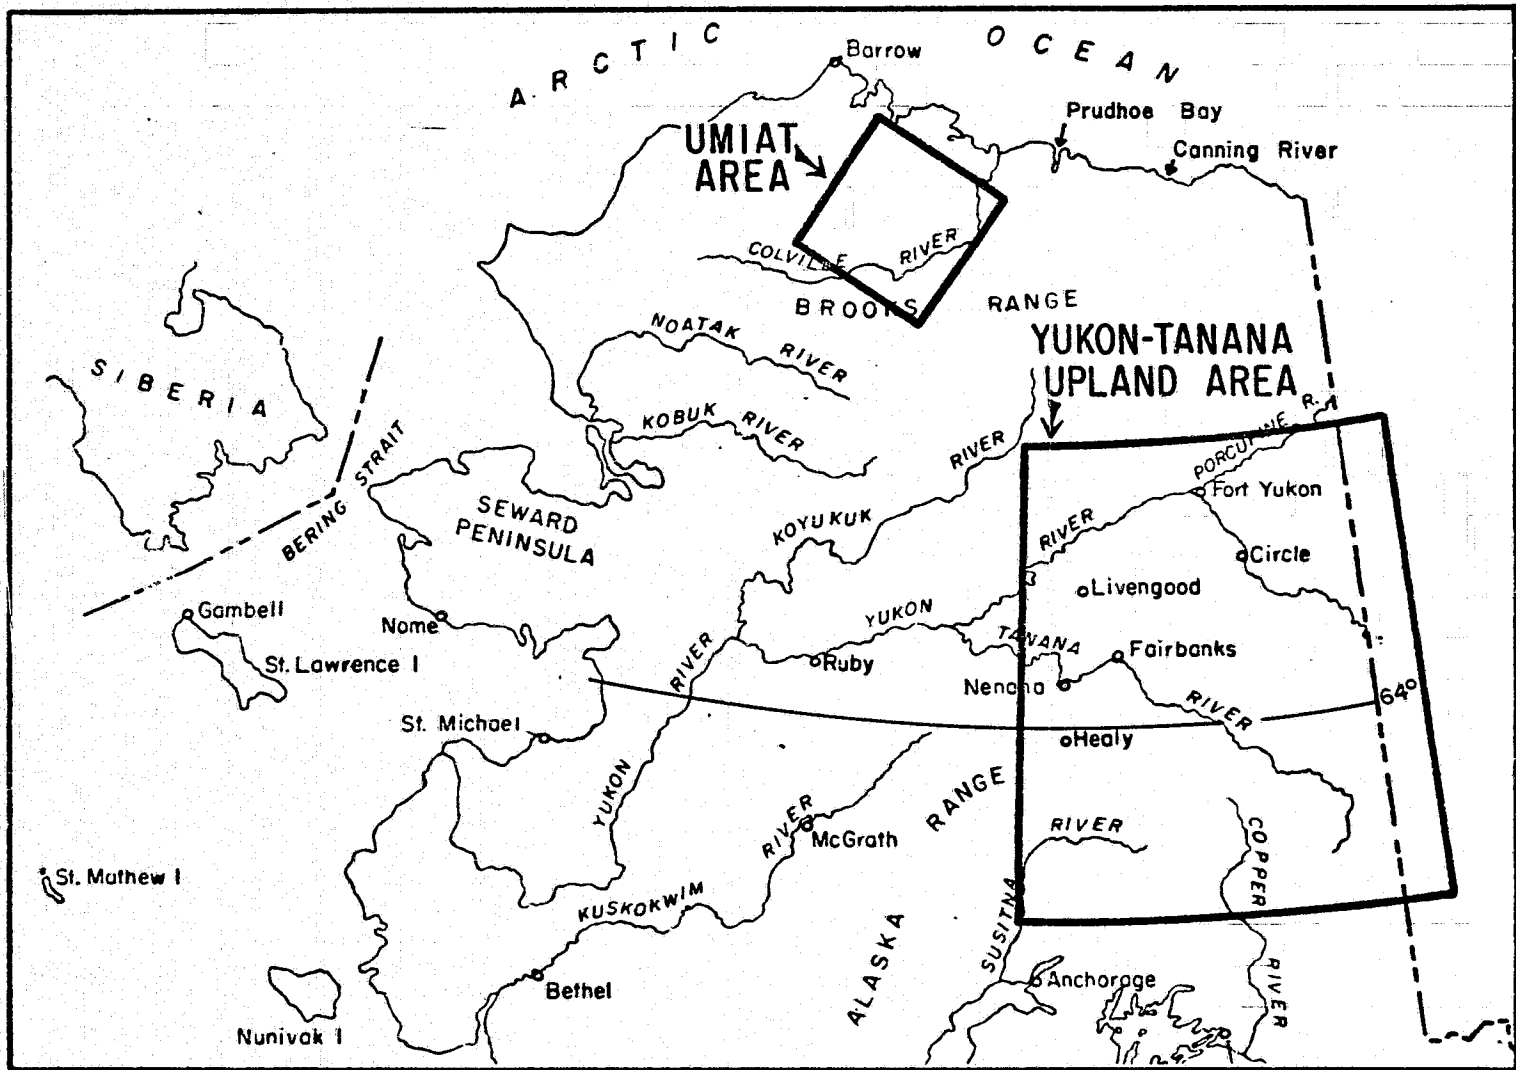 ARCTIC OCEAN
Barrow
Prudhoe Bay
Canning River
UMIAT
AREA
COLVILLE RIVER
BROOKS RANGE
NOATAK RIVER
YUKON-TANANA
UPLAND AREA
SIBERIA
KOBUK RIVER
BERING STRAIT
SEWARD
PENINSULA
KOYUKUK RIVER
PORCUPINE R.
Fort Yukon
RIVER
Circle
Livengood
Gambell
Nome
YUKON
TANANA
Fairbanks
St. Lawrence I
RIVER
Ruby
Nenana
RIVER
64°
St. Michael
Healy
YUKON
ALASKA RANGE
RIVER
McGrath
RIVER
COPPER
St. Mathew I
KUSKOKWIM
SUSITNA
Bethel
Anchorage
RIVER
Nunivak I